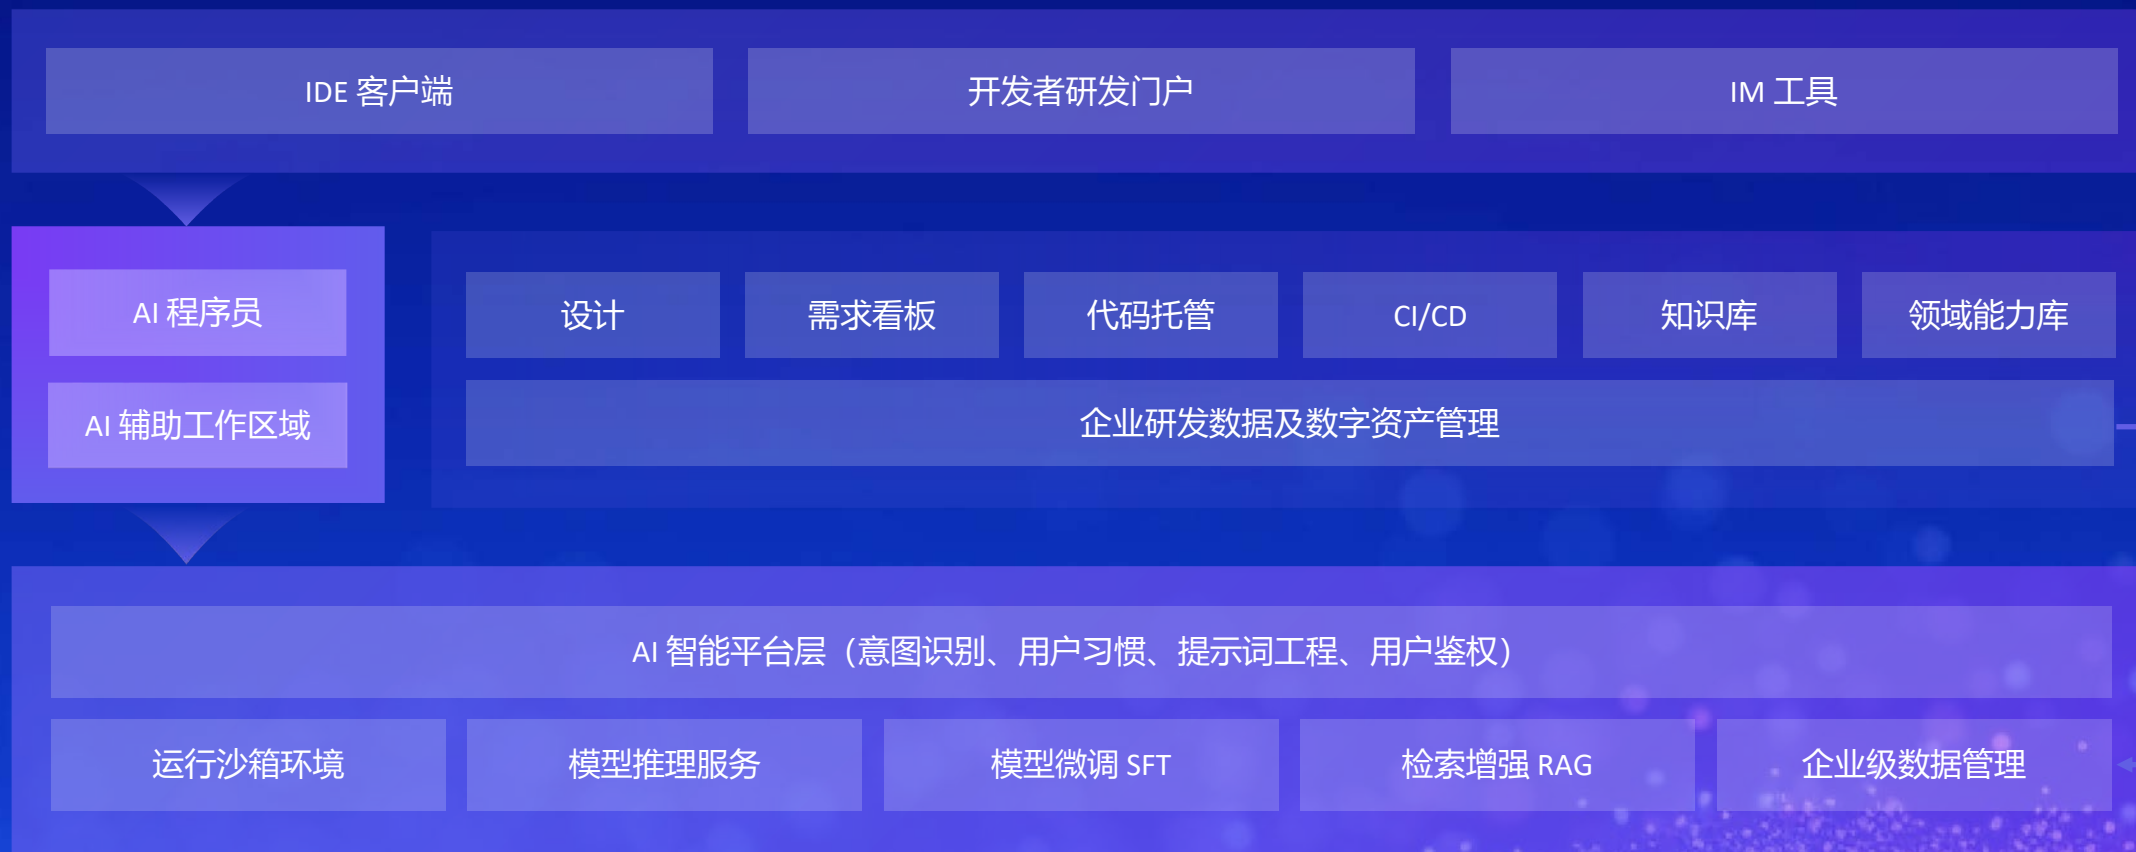 IDE 客户端
开发者研发门户
IM 工具
AI 程序员
AI 辅助工作区域
设计
需求看板
代码托管
CI/CD
知识库
领域能力库
企业研发数据及数字资产管理
AI 智能平台层（意图识别、用户习惯、提示词工程、用户鉴权）
运行沙箱环境
模型推理服务
模型微调 SFT
检索增强 RAG
企业级数据管理